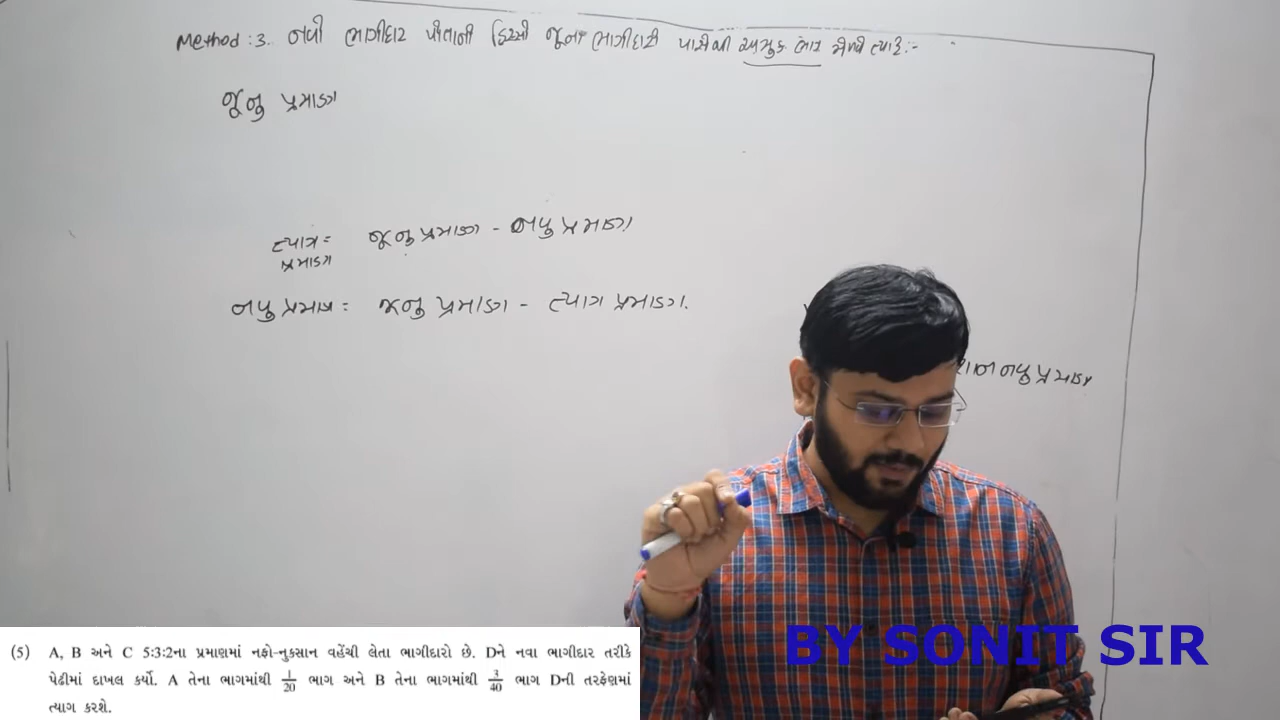 Method : 3. નવો ભાગીદાર પોતાનો હિસ્સો જૂના ભાગીદારો પાસેથી અમુક ભાગ મેળવે ત્યારે :-
જૂનુ પ્રમાણ
ત્યાગ = જૂનુ પ્રમાણ - નવુ પ્રમાણ
પ્રમાણ
નવુ પ્રમાણ = જૂનુ પ્રમાણ - ત્યાગ પ્રમાણ.
નવુ પ્રમાણ
BY SONIT SIR
(5) A, B અને C 5:3:2ના પ્રમાણમાં નફો-નુકસાન વહેંચી લેતા ભાગીદારો છે. Dને નવા ભાગીદાર તરીકે
પેઢીમાં દાખલ કર્યો. A તેના ભાગમાંથી 1/20 ભાગ અને B તેના ભાગમાંથી 3/40 ભાગ Dની તરફેણમાં
ત્યાગ કરશે.